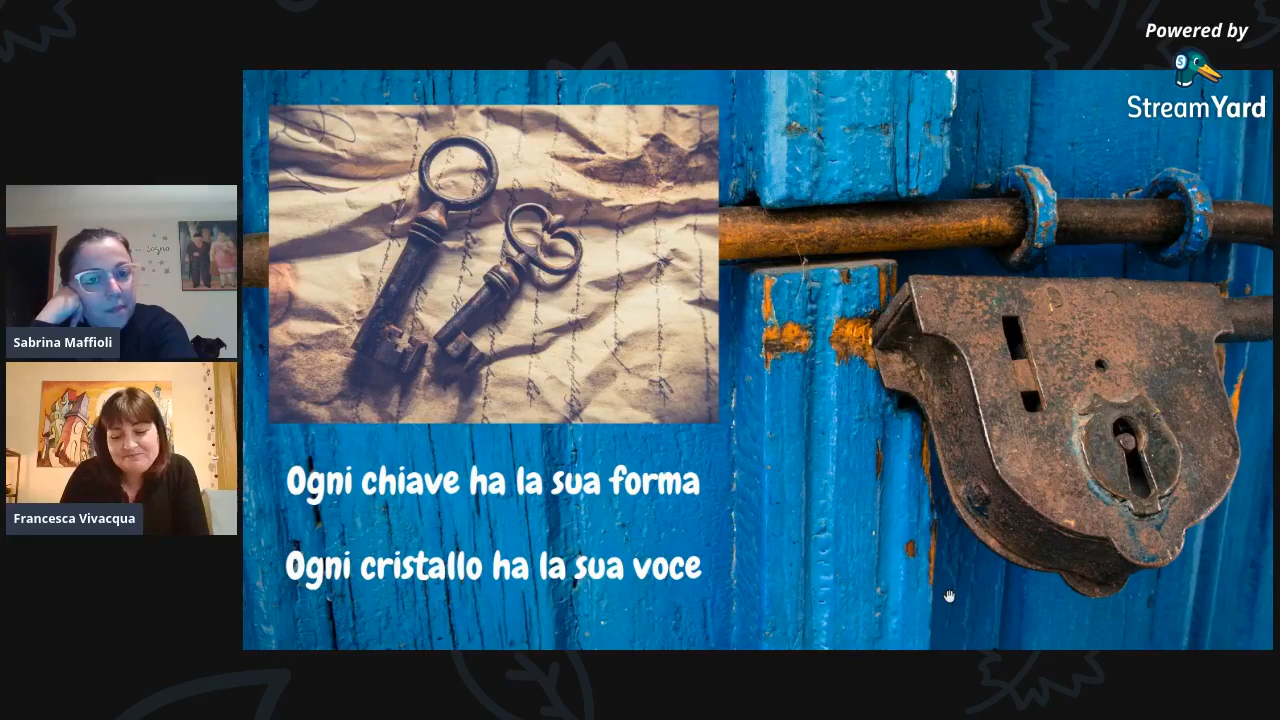 Powered by
StreamYard
sogna
Sabrina Maffioli
Francesca Vivacqua
Ogni chiave ha la sua forma
Ogni cristallo ha la sua voce